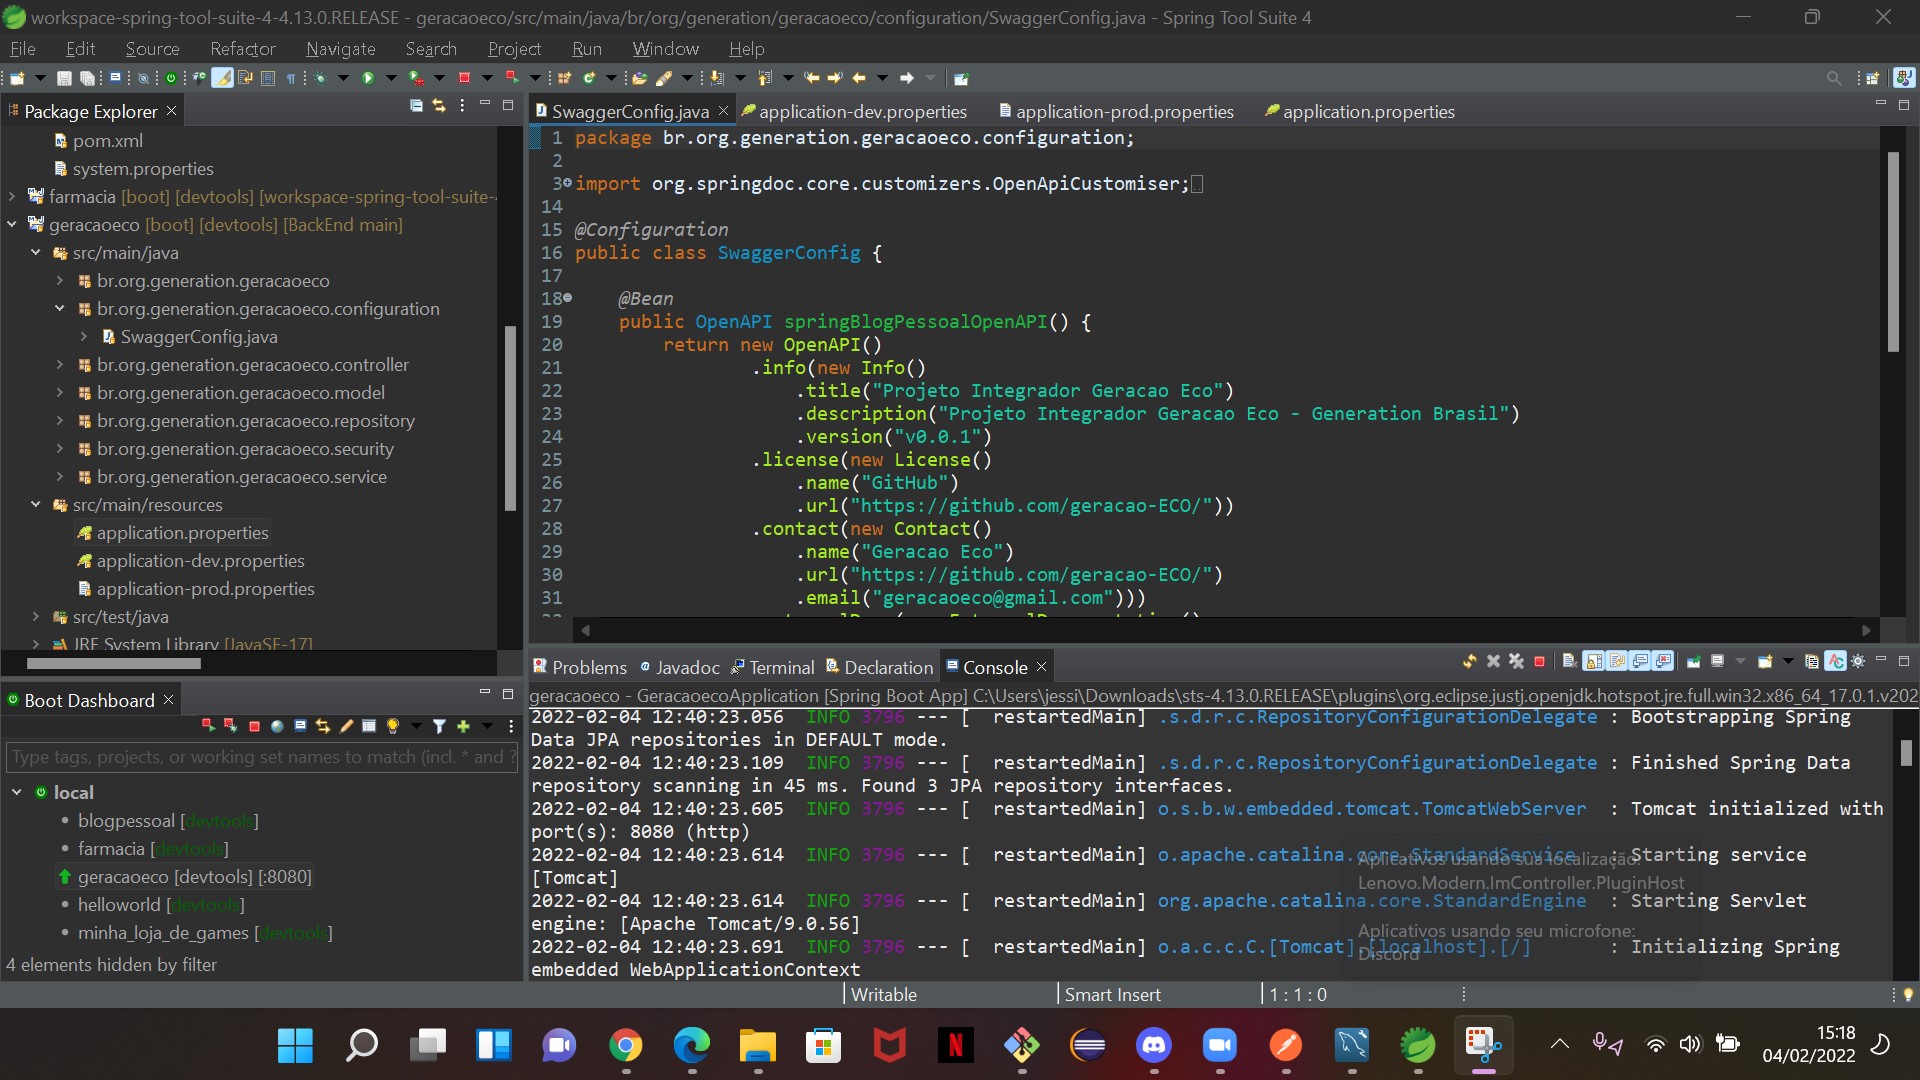 workspace-spring-tool-suite-4-4.13.0.RELEASE - geracaoeco/src/main/java/br/org/generation/geracaoeco/configuration/SwaggerConfig.java - Spring Tool Suite 4
File Edit Source Refactor Navigate Search Project Run Window Help
Package Explorer
pom.xml
system.properties
farmacia [boot] [devtools] [workspace-spring-tool-suite-
geracaoeco [boot] [devtools] [BackEnd main]
src/main/java
br.org.generation.geracaoeco
br.org.generation.geracaoeco.configuration
SwaggerConfig.java
br.org.generation.geracaoeco.controller
br.org.generation.geracaoeco.model
br.org.generation.geracaoeco.repository
br.org.generation.geracaoeco.security
br.org.generation.geracaoeco.service
src/main/resources
application.properties
application-dev.properties
application-prod.properties
src/test/java
JRE System Library [JavaSE-17]
SwaggerConfig.java application-dev.properties application-prod.properties application.properties
1 package br.org.generation.geracaoeco.configuration;
2
3 import org.springdoc.core.customizers.OpenApiCustomiser;
14
15 @Configuration
16 public class SwaggerConfig {
17
18 @Bean
19 public OpenAPI springBlogPessoalOpenAPI() {
20 return new OpenAPI()
21 .info(new Info()
22 .title("Projeto Integrador Geracao Eco")
23 .description("Projeto Integrador Geracao Eco - Generation Brasil")
24 .version("v0.0.1")
25 .license(new License()
26 .name("GitHub")
27 .url("https://github.com/geracao-ECO/"))
28 .contact(new Contact()
29 .name("Geracao Eco")
30 .url("https://github.com/geracao-ECO/")
31 .email("geracaoeco@gmail.com")))
Boot Dashboard
Type tags, projects, or working set names to match (incl. * and ?
local
blogpessoal [devtools]
farmacia [devtools]
geracaoeco [devtools] [:8080]
helloworld [devtools]
minha_loja_de_games [devtools]
4 elements hidden by filter
Problems Javadoc Terminal Declaration Console
geracaoeco - GeracaoecoApplication [Spring Boot App] C:\Users\jessi\Downloads\sts-4.13.0.RELEASE\plugins\org.eclipse.justj.openjdk.hotspot.jre.full.win32.x86_64_17.0.1.v202
2022-02-04 12:40:23.056 INFO 3796 --- [ restartedMain] .s.d.r.c.RepositoryConfigurationDelegate : Bootstrapping Spring
Data JPA repositories in DEFAULT mode.
2022-02-04 12:40:23.109 INFO 3796 --- [ restartedMain] .s.d.r.c.RepositoryConfigurationDelegate : Finished Spring Data
repository scanning in 45 ms. Found 3 JPA repository interfaces.
2022-02-04 12:40:23.605 INFO 3796 --- [ restartedMain] o.s.b.w.embedded.tomcat.TomcatWebServer : Tomcat initialized with
port(s): 8080 (http)
2022-02-04 12:40:23.614 INFO 3796 --- [ restartedMain] o.apache.catalina.core.StandardService : Starting service
[Tomcat]
2022-02-04 12:40:23.614 INFO 3796 --- [ restartedMain] org.apache.catalina.core.StandardEngine : Starting Servlet
engine: [Apache Tomcat/9.0.56]
2022-02-04 12:40:23.691 INFO 3796 --- [ restartedMain] o.a.c.c.C.[Tomcat].[localhost].[/] : Initializing Spring
embedded WebApplicationContext
Aplicativos usando sua localização:
Lenovo.Modern.ImController.PluginHost
Aplicativos usando seu microfone:
Discord
Writable Smart Insert 1 : 1 : 0
15:18
04/02/2022